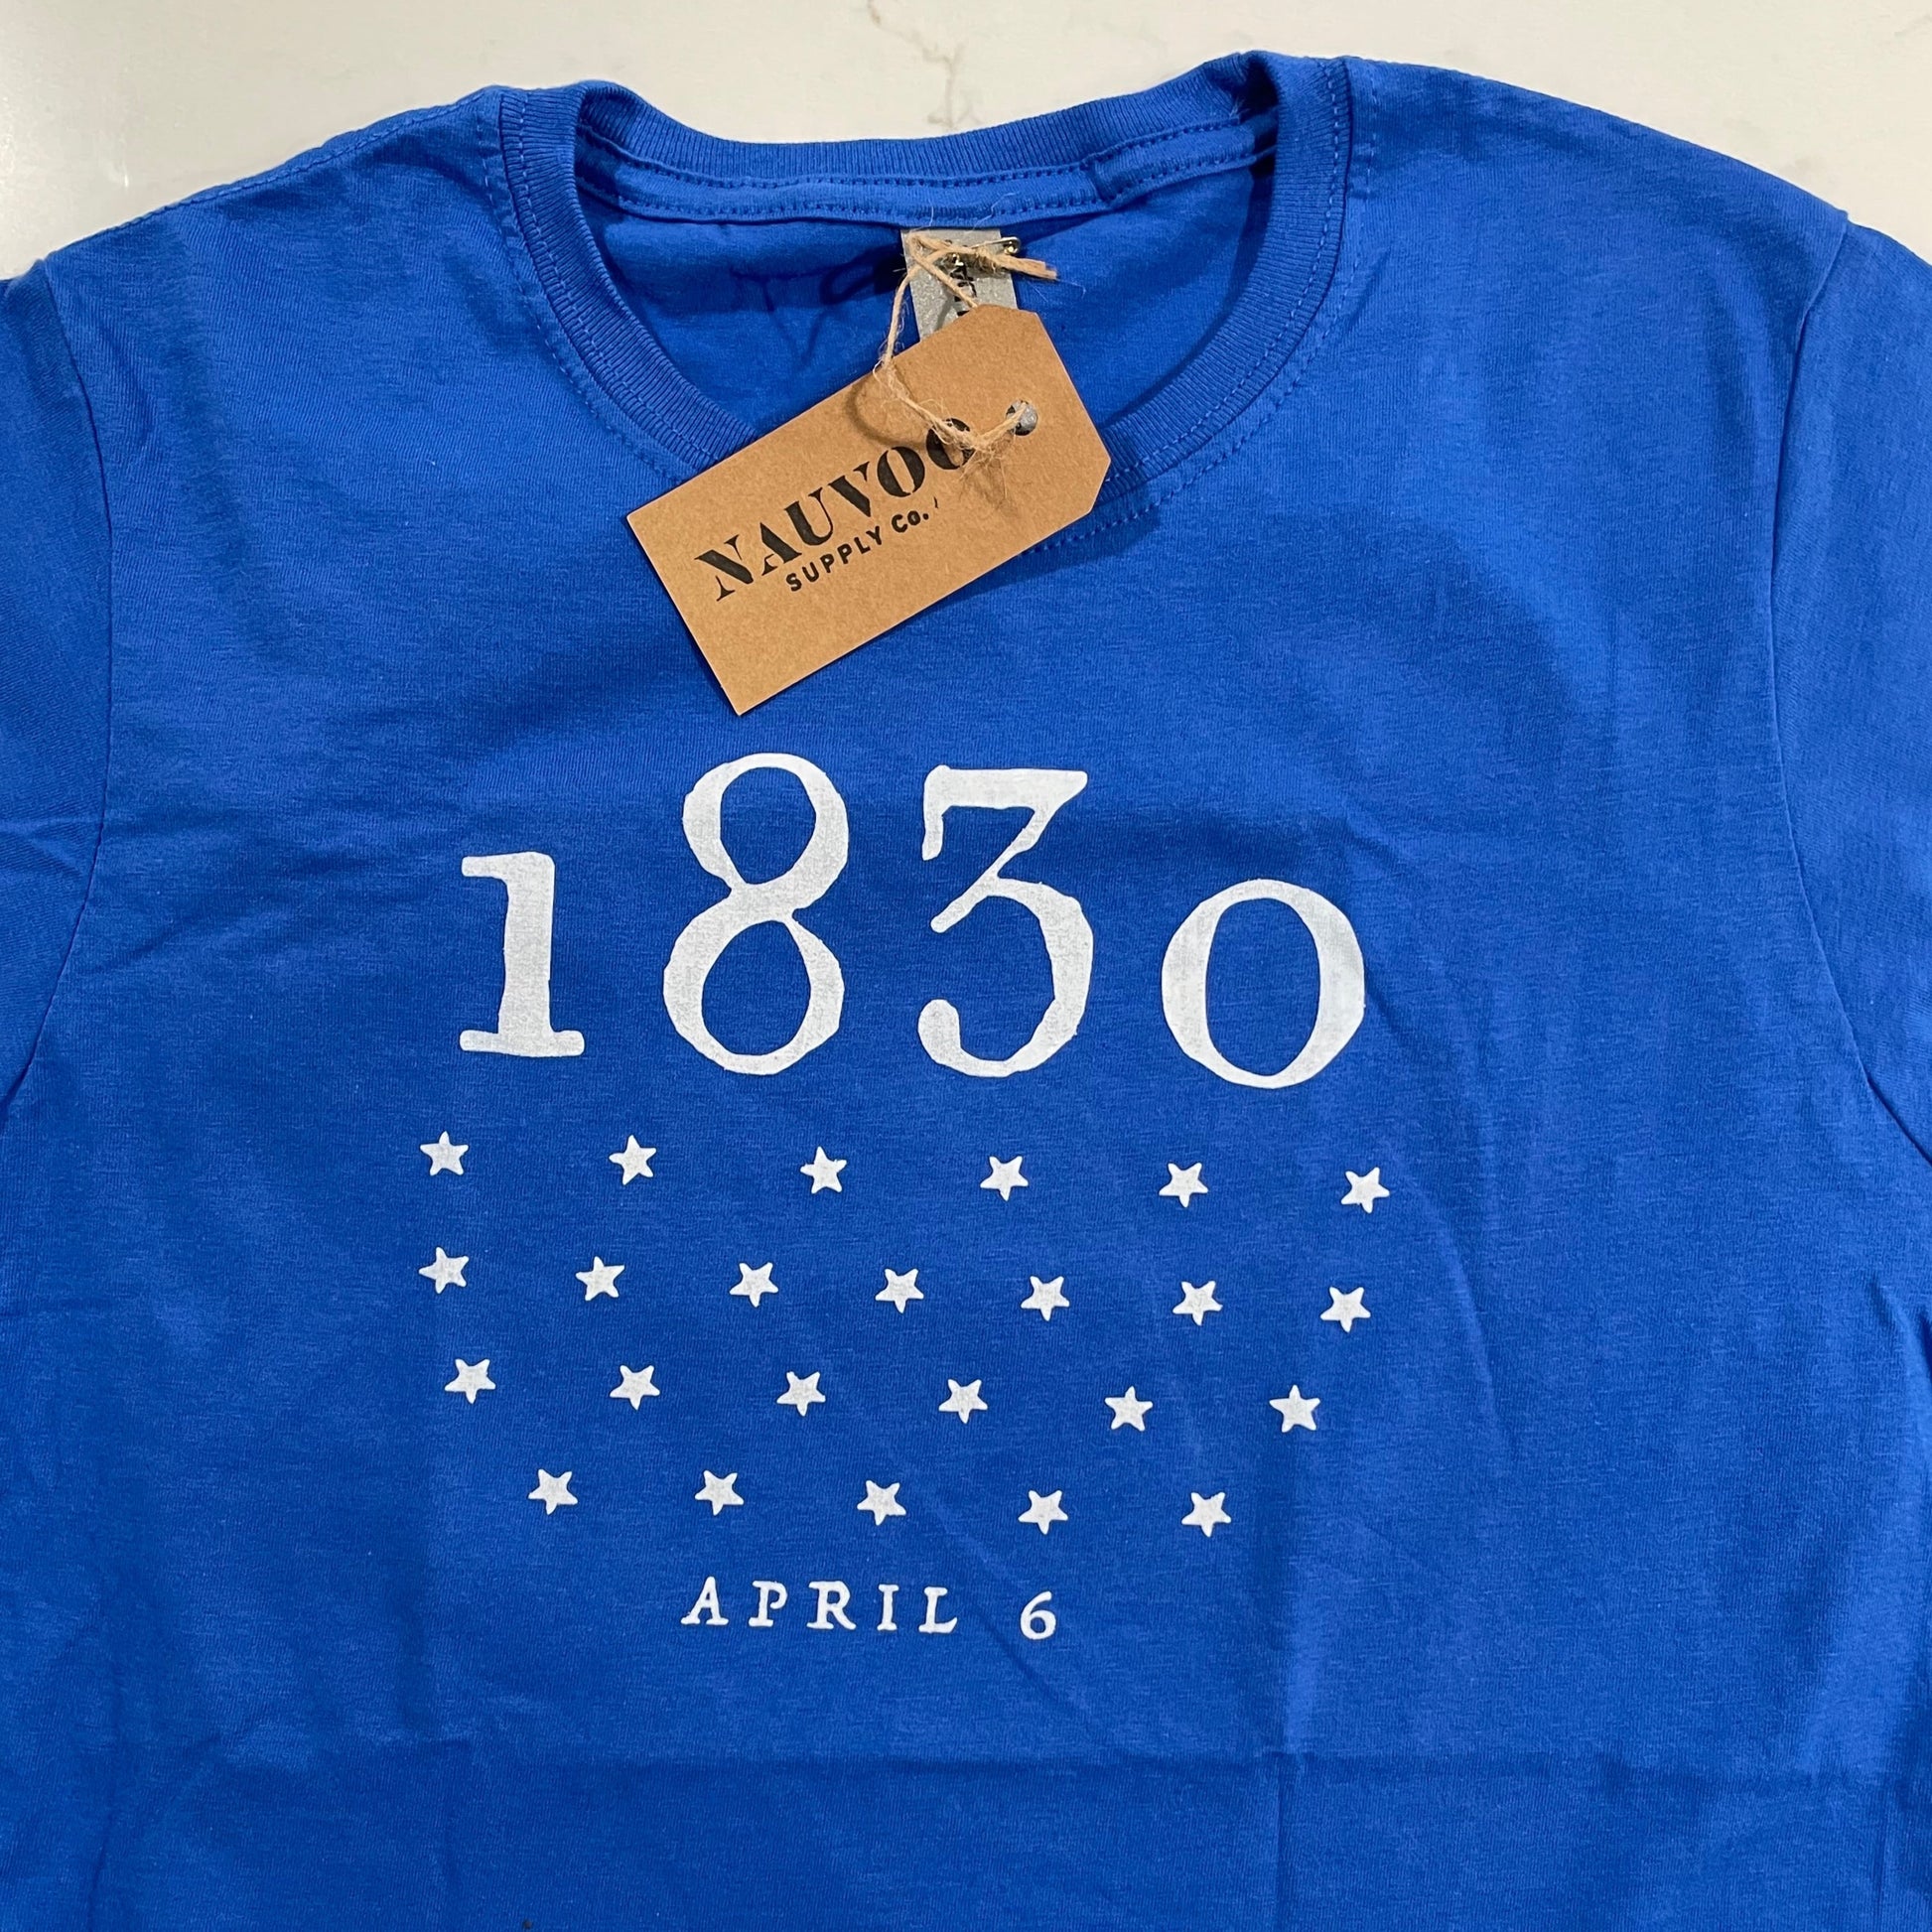 NAUVOO
SUPPLY Co.
1830
APRIL 6